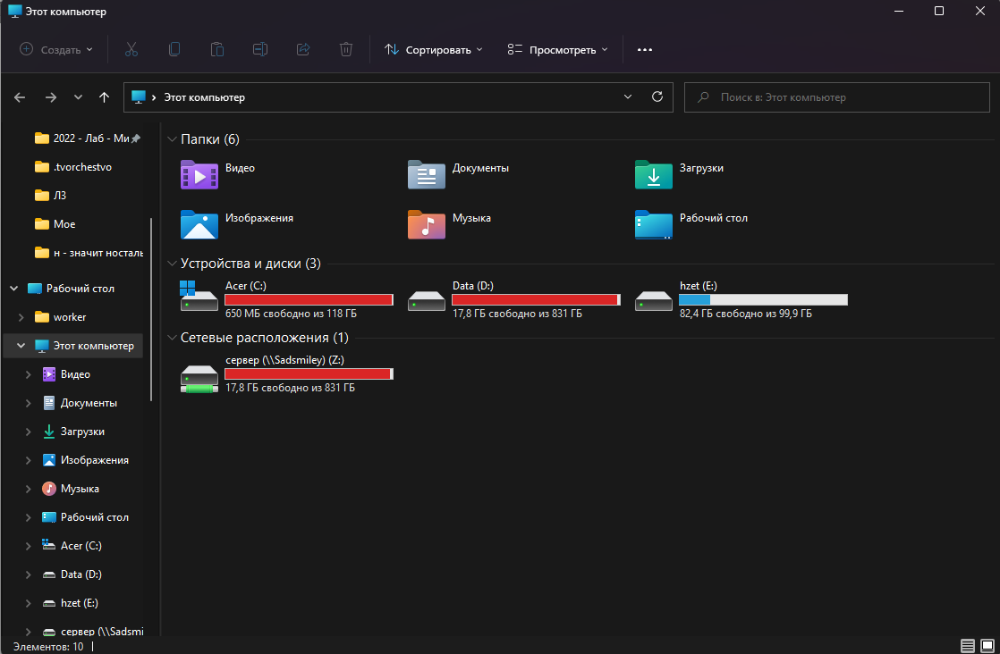 Этот компьютер
Создать
Сортировать
Просмотреть
Этот компьютер
Поиск в: Этот компьютер
2022 - Лаб - Ми
.tvorchestvo
ЛЗ
Мое
н - значит носталь
Рабочий стол
worker
Этот компьютер
Видео
Документы
Загрузки
Изображения
Музыка
Рабочий стол
Acer (C:)
Data (D:)
hzet (E:)
сервер (\\Sadsmi
Папки (6)
Видео
Документы
Загрузки
Изображения
Музыка
Рабочий стол
Устройства и диски (3)
Acer (C:)
650 МБ свободно из 118 ГБ
Data (D:)
17,8 ГБ свободно из 831 ГБ
hzet (E:)
82,4 ГБ свободно из 99,9 ГБ
Сетевые расположения (1)
сервер (\\Sadsmiley) (Z:)
17,8 ГБ свободно из 831 ГБ
Элементов: 10